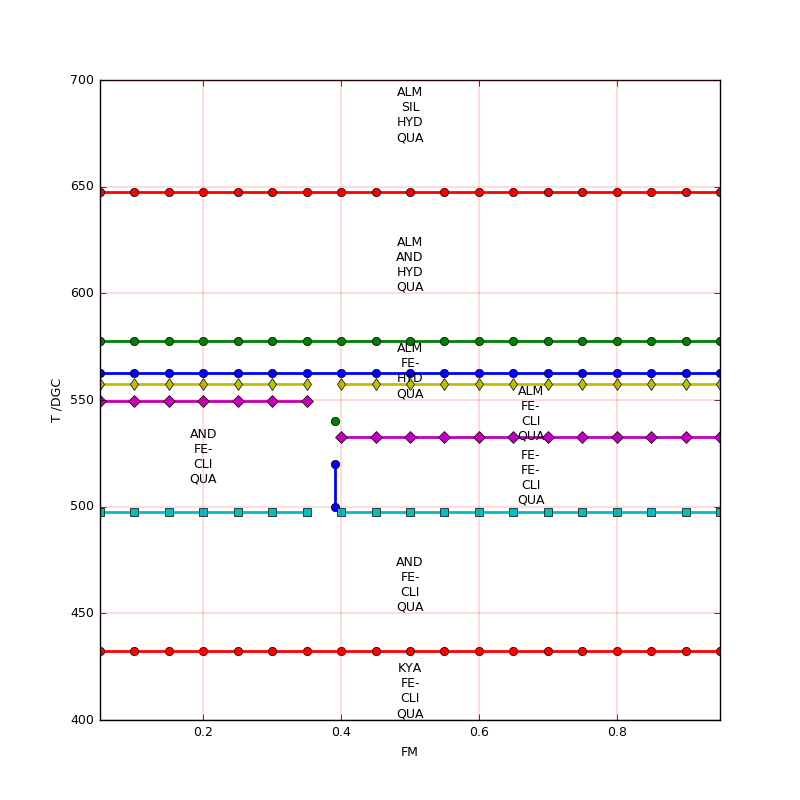 700
ALM
SIL
HYD
QUA
650
ALM
AND
HYD
QUA
600
ALM
FE-
HYD
QUA
550
ALM
FE-
CLI
QUA
AND
FE-
CLI
QUA
FE-
FE-
CLI
QUA
500
AND
FE-
CLI
QUA
450
KYA
FE-
CLI
QUA
400
T /DGC
0.2
0.4
0.6
0.8
FM